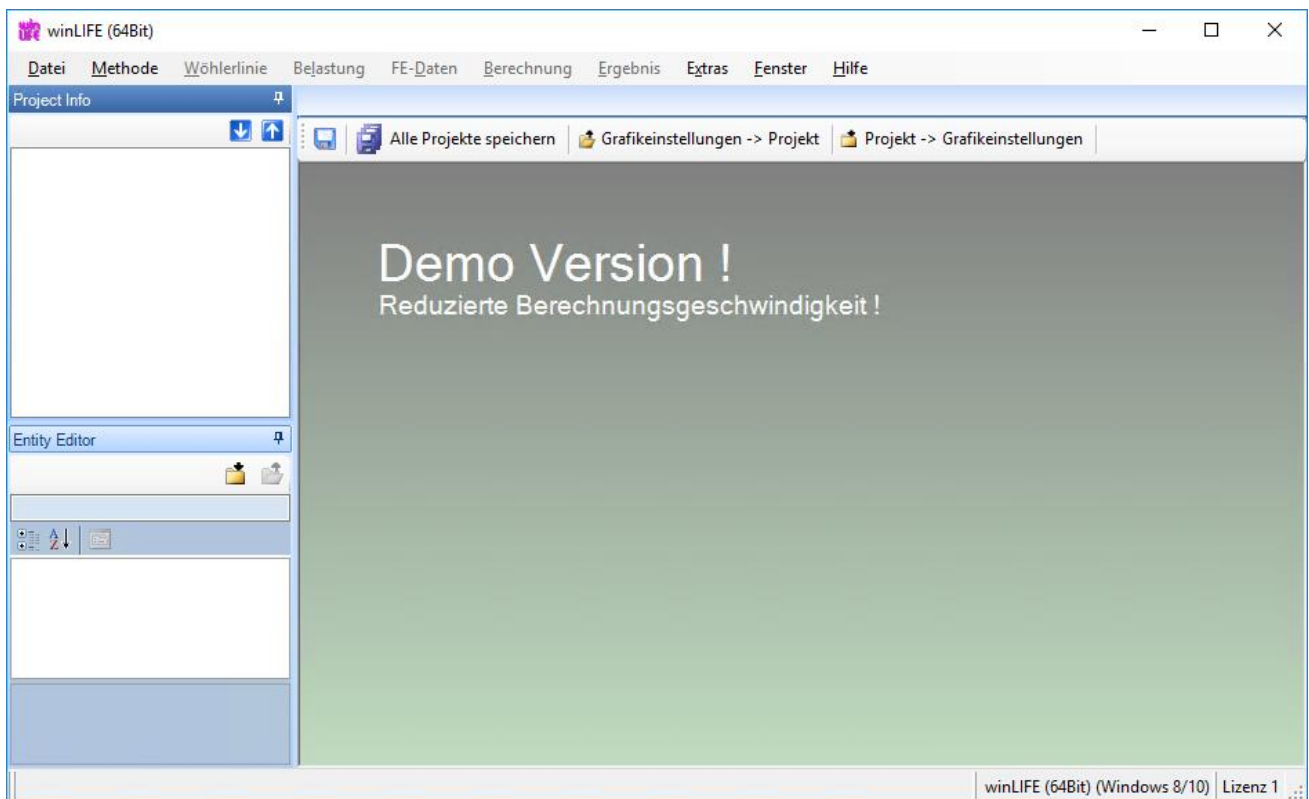 winLIFE (64Bit)
Datei Methode Wöhlerlinie Belastung FE-Daten Berechnung Ergebnis Extras Fenster Hilfe
Project Info
Alle Projekte speichern Grafikeinstellungen -> Projekt Projekt -> Grafikeinstellungen
Demo Version !
Reduzierte Berechnungsgeschwindigkeit !
Entity Editor
winLIFE (64Bit) (Windows 8/10) Lizenz 1